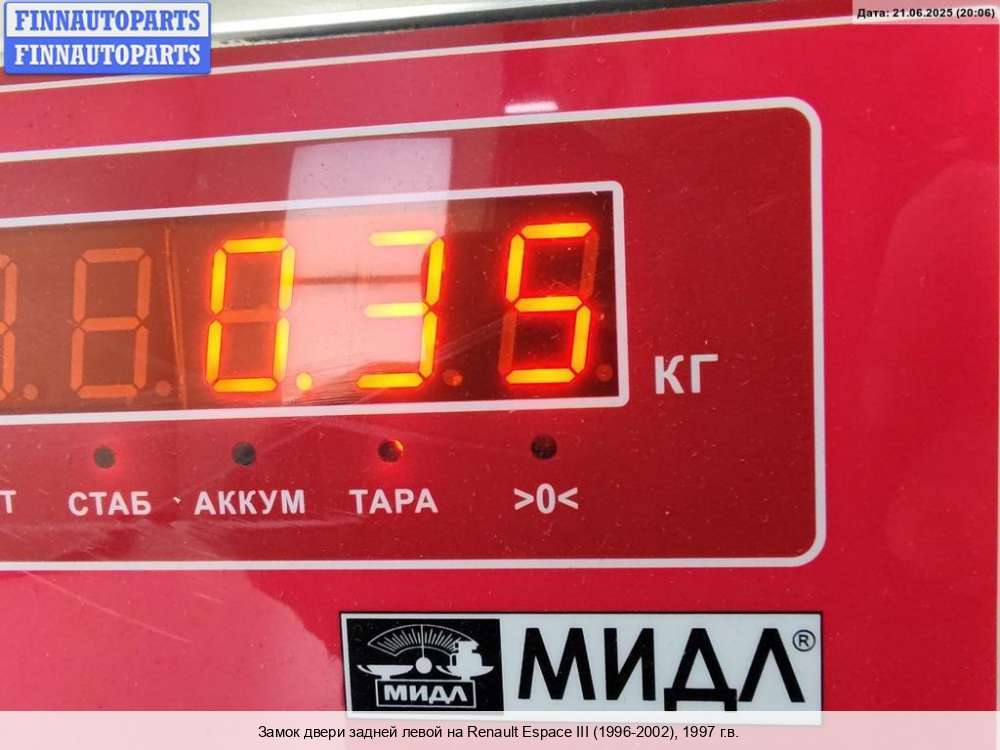 FINNAUTOPARTS
FINNAUTOPARTS
Дата: 21.06.2025 (20:06)
0.35
КГ
Т СТАБ АККУМ ТАРА >0<
МИДЛ
МИДЛ®
Замок двери задней левой на Renault Espace III (1996-2002), 1997 г.в.